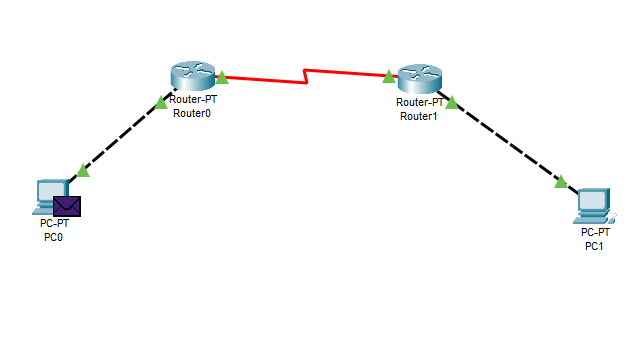 Router-PT
Router0
Router-PT
Router1
PC-PT
PC0
PC-PT
PC1